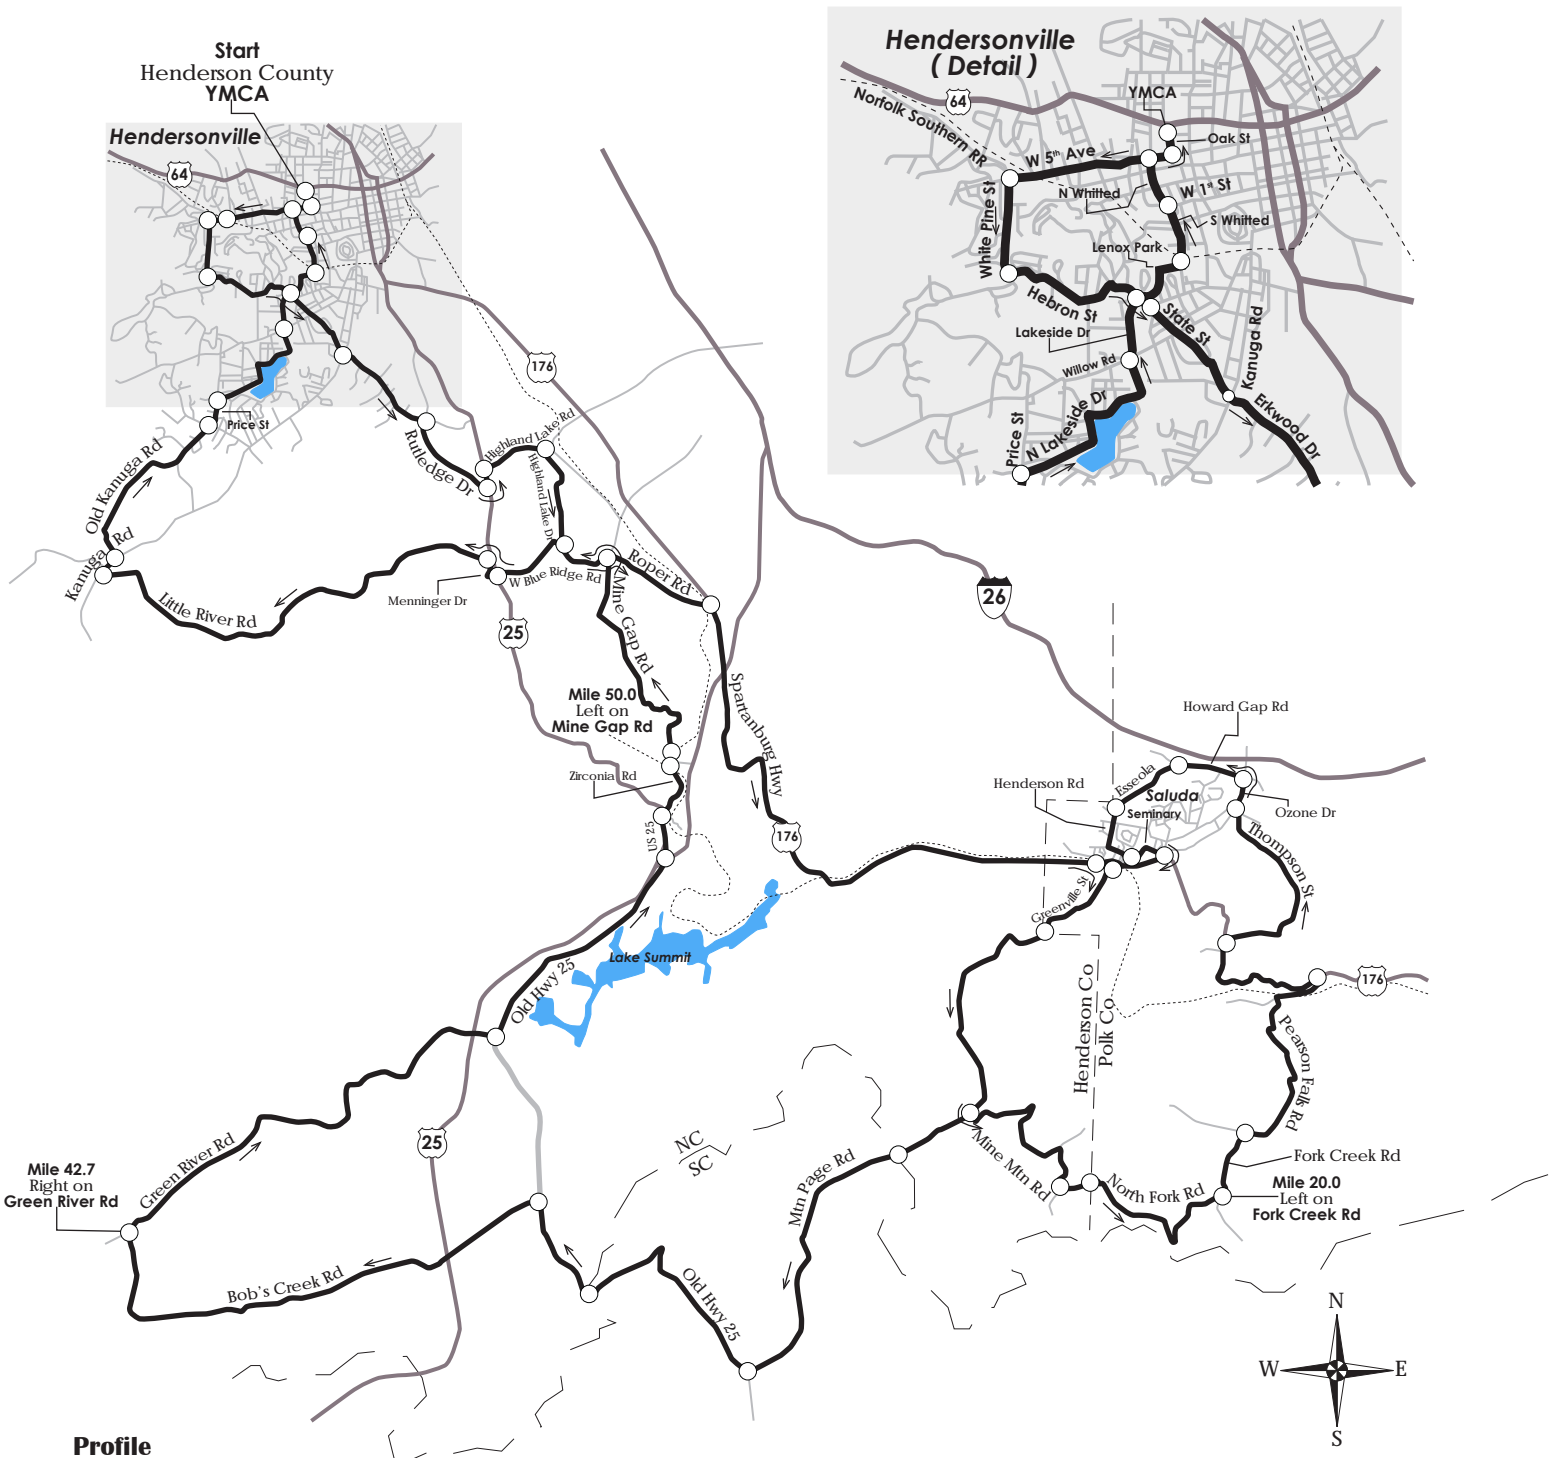 Start
Henderson County
YMCA
Hendersonville
64
Price St
Old Kanuga Rd
Kanuga Rd
Little River Rd
Rutledge Dr
Highland Lake Rd
Highland Lake Dr
176
Menninger Dr
W Blue Ridge Rd
Roper Rd
Mine Gap Rd
25
Mile 50.0
Left on
Mine Gap Rd
Zirconia Rd
US 25
Spartanburg Hwy
176
26
Hendersonville
( Detail )
64
YMCA
Norfolk Southern RR
Oak St
W 5th Ave
N Whitted
W 1st St
S Whitted
White Pine St
Lenox Park
Hebron St
State St
Lakeside Dr
Willow Rd
Kanuga Rd
N Lakeside Dr
Price St
Erkwood Dr
Howard Gap Rd
Henderson Rd
Esseola
Saluda
Seminary
Ozone Dr
Thompson St
Greenville St
176
Lake Summit
Old Hwy 25
Henderson Co
Polk Co
Pearson Falls Rd
25
Green River Rd
Mile 42.7
Right on
Green River Rd
NC
SC
Mtn Page Rd
Mine Mtn Rd
North Fork Rd
Fork Creek Rd
Mile 20.0
Left on
Fork Creek Rd
Bob's Creek Rd
Old Hwy 25
N
W
E
S
Profile